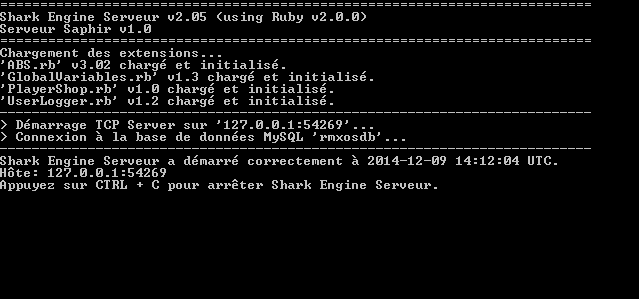 ==========================================================================
Shark Engine Serveur v2.05 (using Ruby v2.0.0)
Serveur Saphir v1.0
==========================================================================
Chargement des extensions...
'ABS.rb' v3.02 chargé et initialisé.
'GlobalVariables.rb' v1.3 chargé et initialisé.
'PlayerShop.rb' v1.0 chargé et initialisé.
'UserLogger.rb' v1.2 chargé et initialisé.
--------------------------------------------------------------------------
> Démarrage TCP Server sur '127.0.0.1:54269'...
> Connexion à la base de données MySQL 'rmxosdb'...
--------------------------------------------------------------------------
Shark Engine Serveur a démarré correctement à 2014-12-09 14:12:04 UTC.
Hôte: 127.0.0.1:54269
Appuyez sur CTRL + C pour arrêter Shark Engine Serveur.